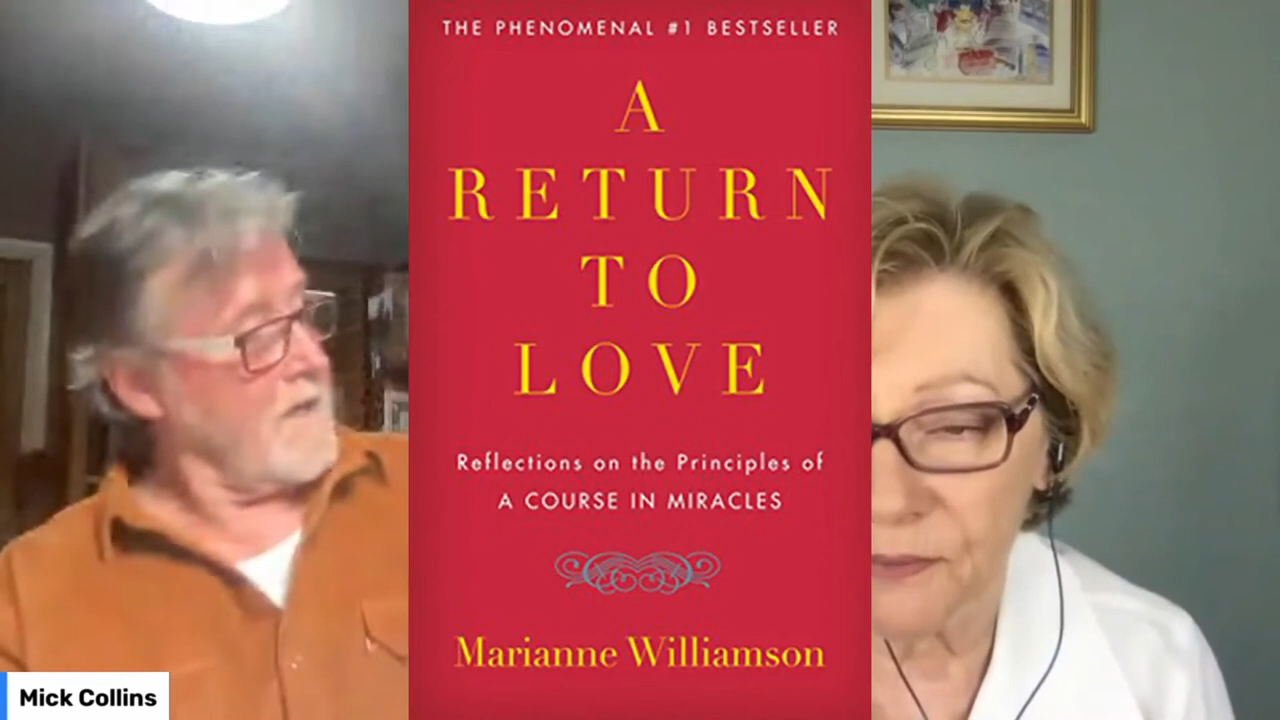 THE PHENOMENAL #1 BESTSELLER
A
RETURN
TO
LOVE
Reflections on the Principles of
A COURSE IN MIRACLES
Marianne Williamson
Mick Collins